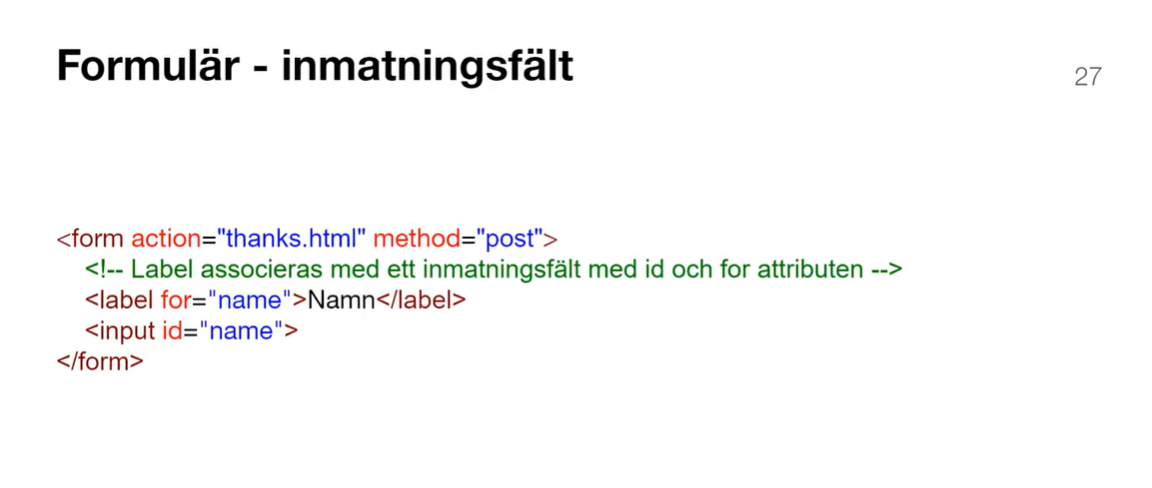 Formulär - inmatningsfält
27
<form action="thanks.html" method="post">
<!-- Label associeras med ett inmatningsfält med id och for attributen -->
<label for="name">Namn</label>
<input id="name">
</form>